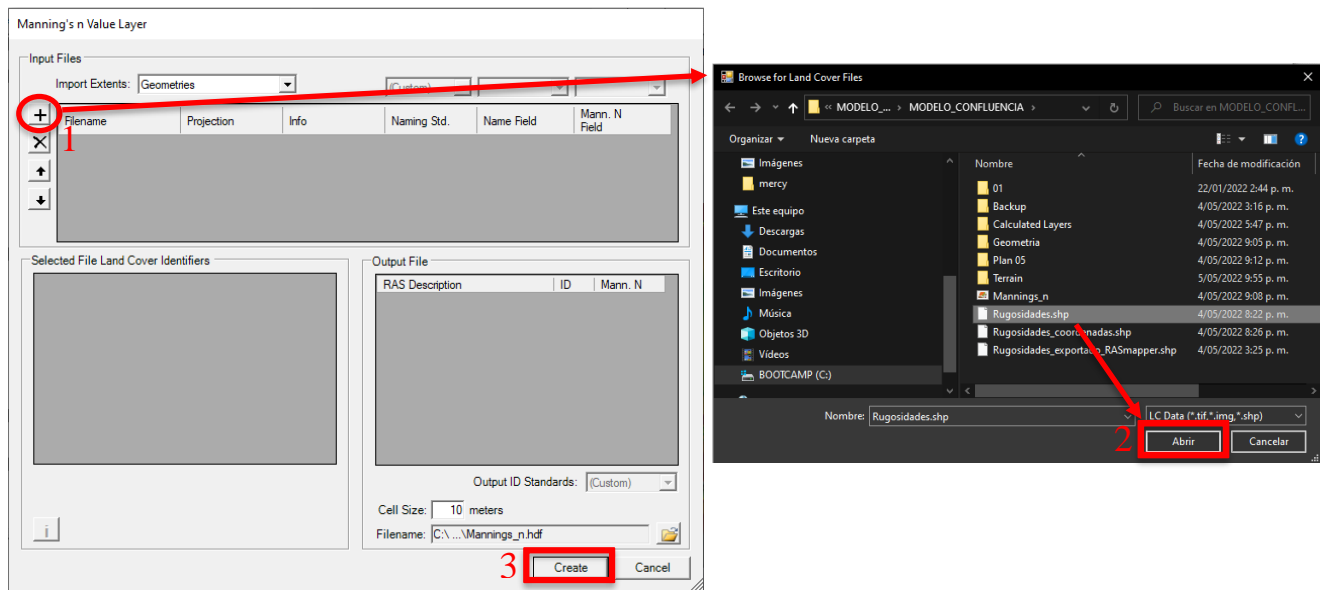 Manning's n Value Layer
Input Files
Import Extents: Geometries
(Custom)
Filename Projection Info Naming Std. Name Field Mann. N Field
1
Selected File Land Cover Identifiers
Output File
RAS Description ID Mann. N
Output ID Standards: (Custom)
Cell Size: 10 meters
i
Filename: C:\ ...\Mannings_n.hdf
3
Create Cancel
Browse for Land Cover Files
« MODELO_... › MODELO_CONFLUENCIA ›
Buscar en MODELO_CONFL...
Organizar Nueva carpeta
Imágenes
mercy
Este equipo
Descargas
Documentos
Escritorio
Imágenes
Música
Objetos 3D
Vídeos
BOOTCAMP (C:)
Nombre Fecha de modificación
01 22/01/2022 2:44 p. m.
Backup 4/05/2022 3:16 p. m.
Calculated Layers 4/05/2022 5:47 p. m.
Geometria 4/05/2022 9:05 p. m.
Plan 05 4/05/2022 9:12 p. m.
Terrain 5/05/2022 9:55 p. m.
Mannings_n 4/05/2022 9:08 p. m.
Rugosidades.shp 4/05/2022 8:22 p. m.
Rugosidades_coordenadas.shp 4/05/2022 8:26 p. m.
Rugosidades_exportado_RASmapper.shp 4/05/2022 3:25 p. m.
Nombre: Rugosidades.shp
LC Data (*.tif,*.img,*.shp)
2
Abrir Cancelar